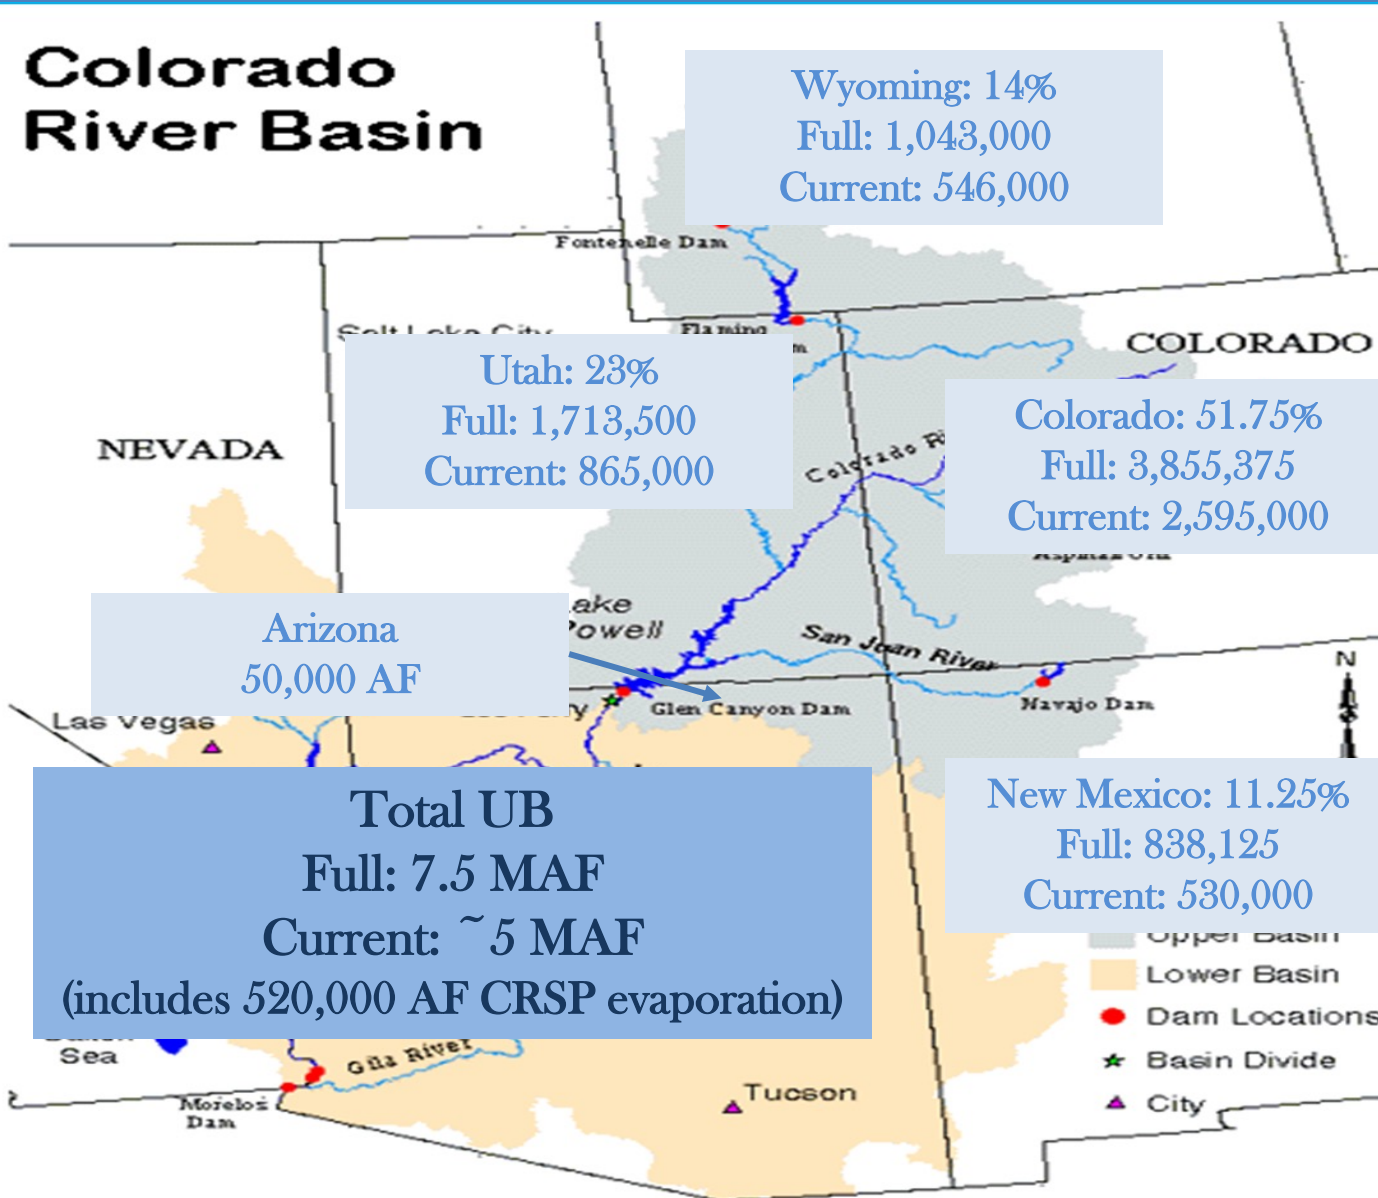 Colorado
River Basin
Wyoming: 14%
Full: 1,043,000
Current: 546,000
Fontenelle Dam
Flaming
COLORADO
Utah: 23%
Full: 1,713,500
Current: 865,000
NEVADA
Colorado: 51.75%
Full: 3,855,375
Current: 2,595,000
Colorado
Arizona
50,000 AF
Powell
San Juan River
Glen Canyon Dam
Navajo Dam
N
Las Vegas
Total UB
Full: 7.5 MAF
Current: ~5 MAF
(includes 520,000 AF CRSP evaporation)
New Mexico: 11.25%
Full: 838,125
Current: 530,000
Upper Basin
Lower Basin
Dam Locations
Basin Divide
City
Sea
Gila River
Morelos
Dam
Tucson